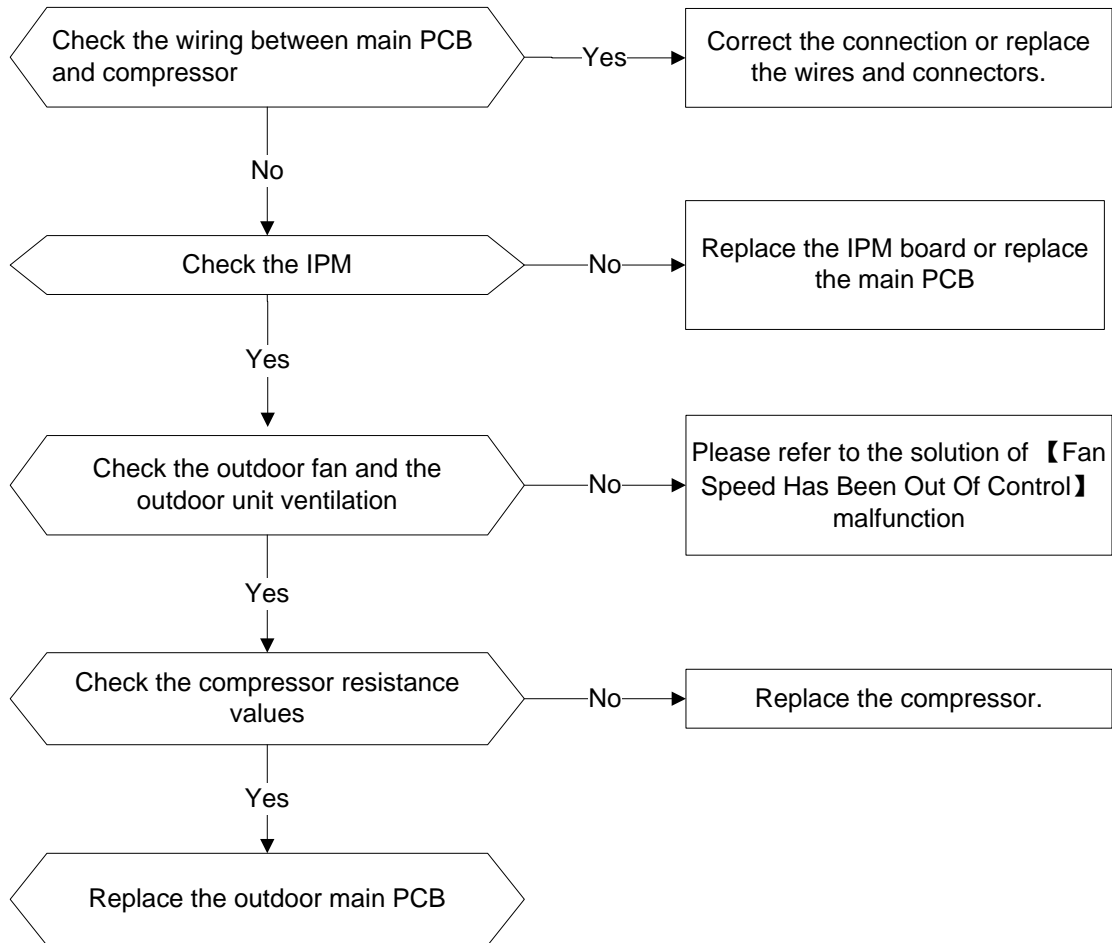 Check the wiring between main PCB
and compressor
Yes
Correct the connection or replace
the wires and connectors.
No
Check the IPM
No
Replace the IPM board or replace
the main PCB
Yes
Check the outdoor fan and the
outdoor unit ventilation
No
Please refer to the solution of 【Fan
Speed Has Been Out Of Control】
malfunction
Yes
Check the compressor resistance
values
No
Replace the compressor.
Yes
Replace the outdoor main PCB